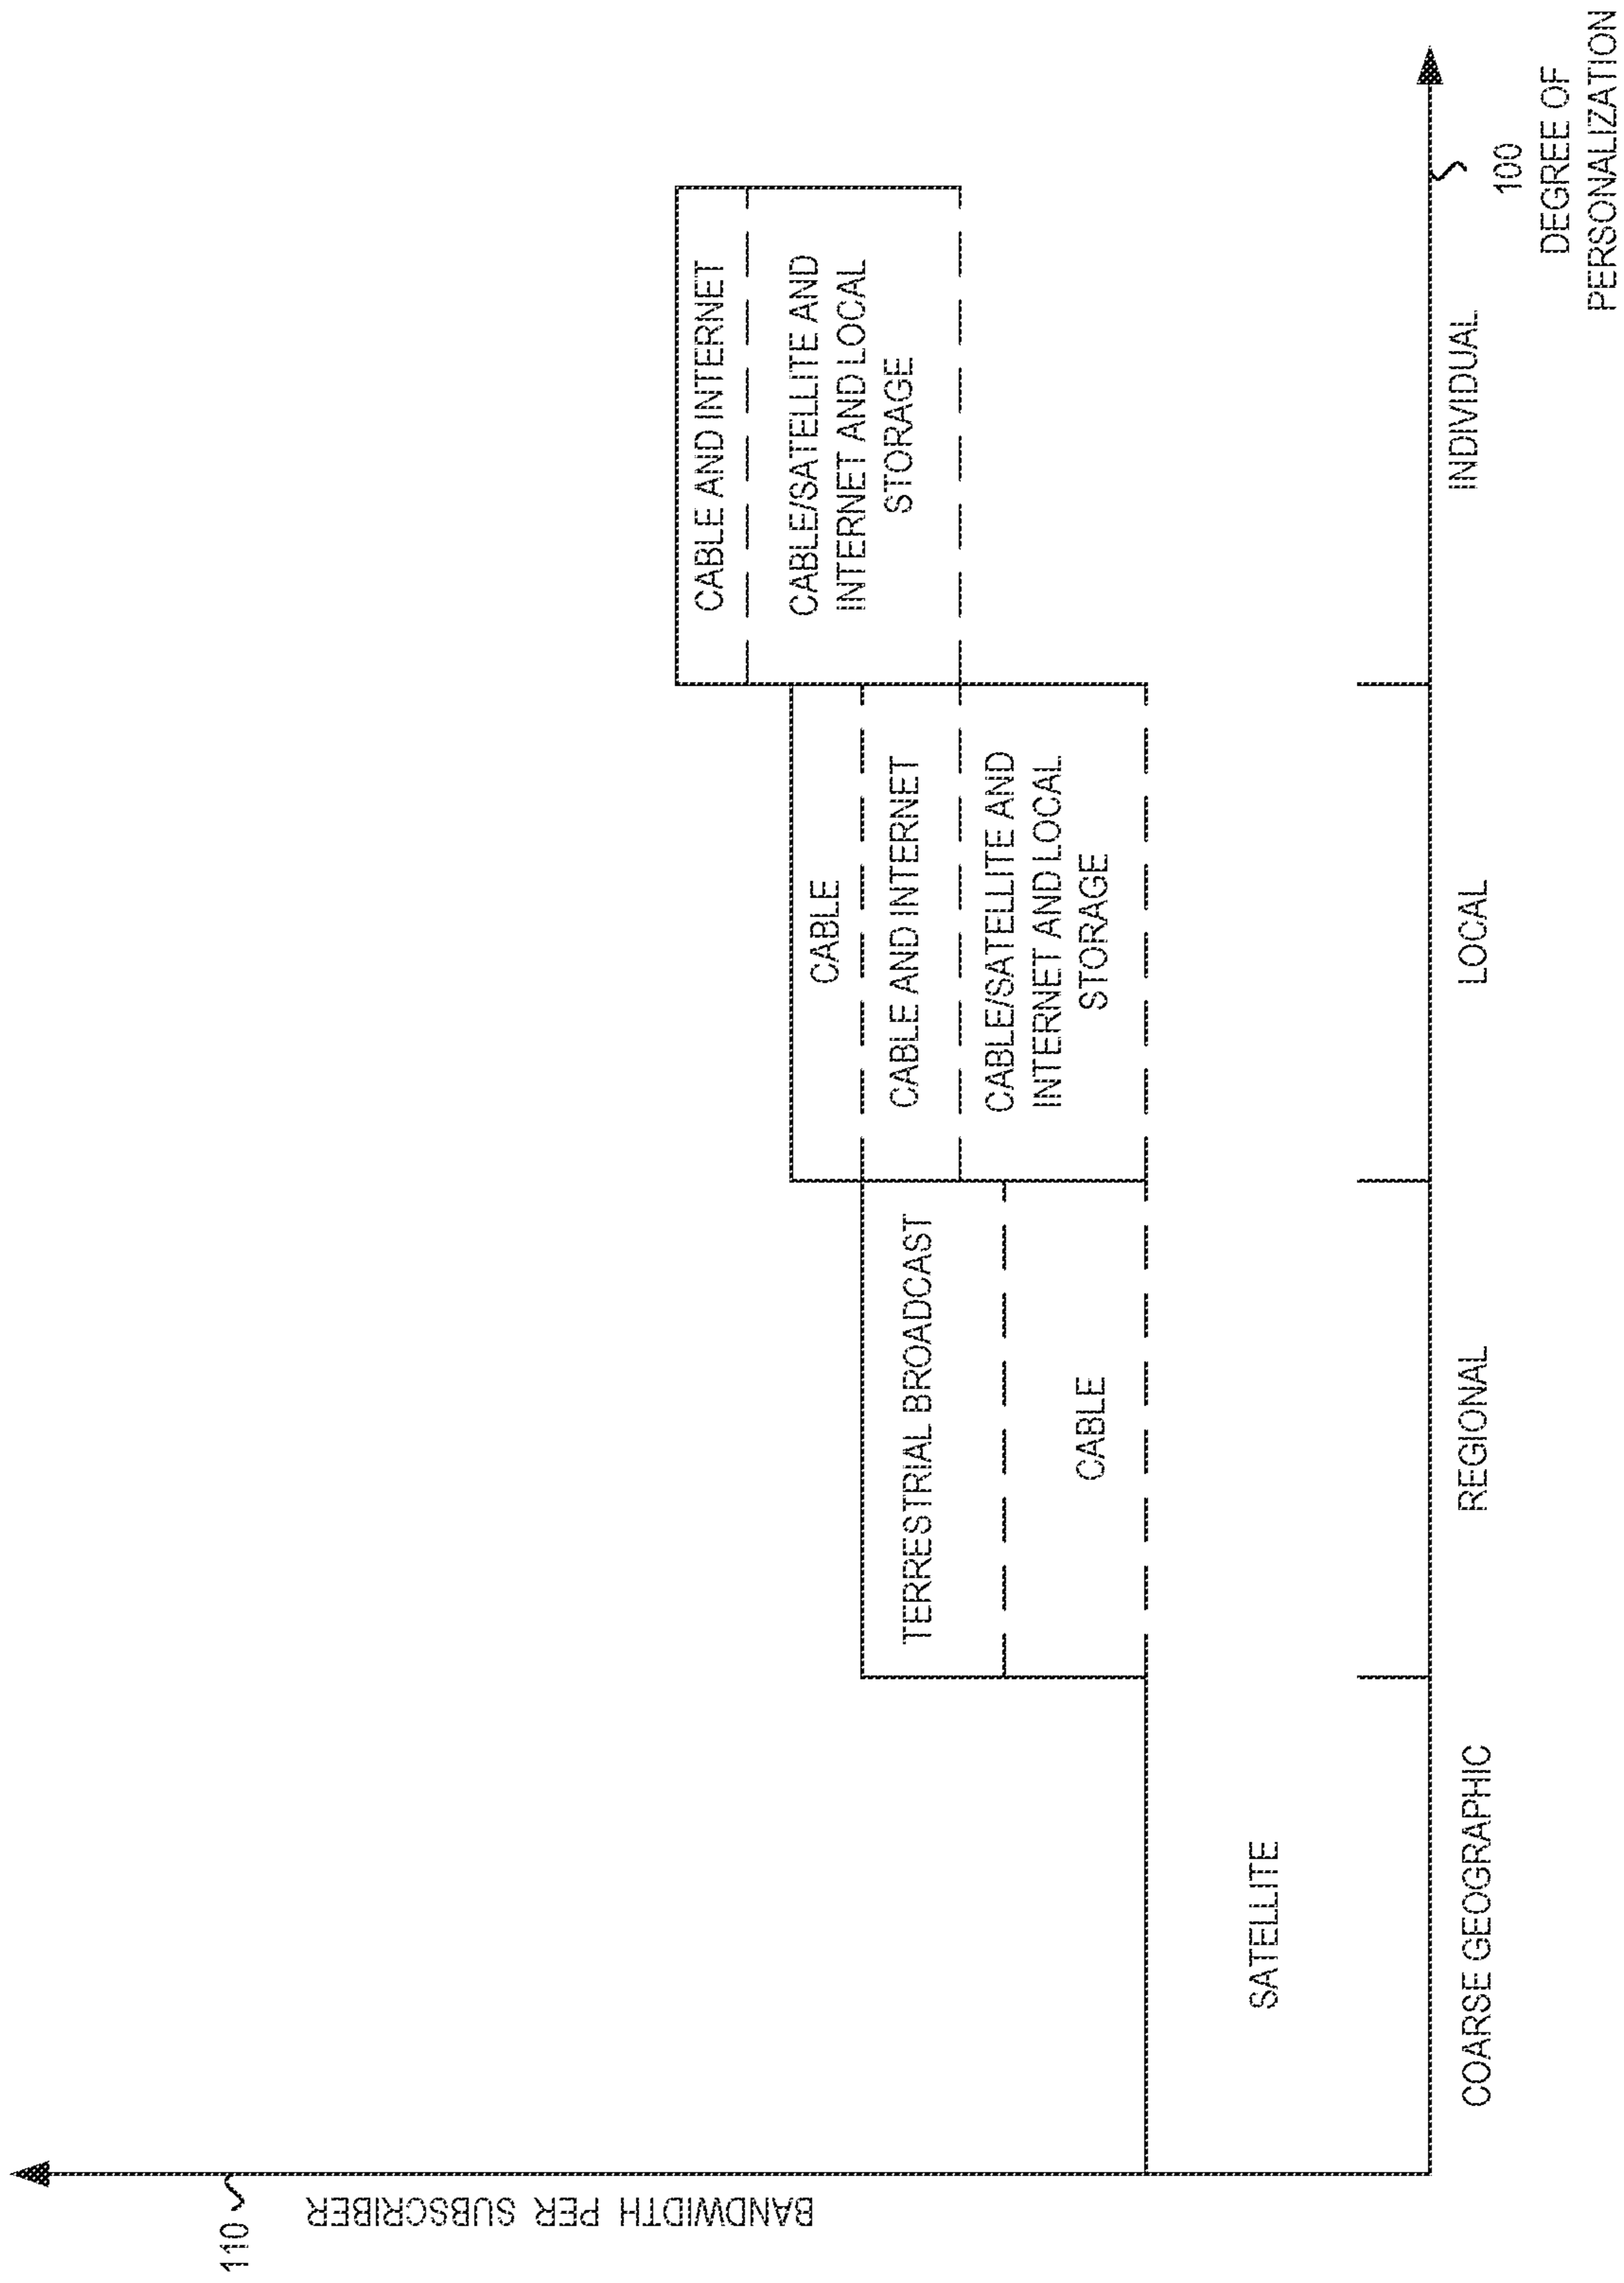 110
BANDWIDTH PER SUBSCRIBER
SATELLITE
TERRESTRIAL BROADCAST
CABLE
CABLE
CABLE AND INTERNET
CABLE/SATELLITE AND
INTERNET AND LOCAL
STORAGE
CABLE AND INTERNET
CABLE/SATELLITE AND
INTERNET AND LOCAL
STORAGE
COARSE GEOGRAPHIC
REGIONAL
LOCAL
INDIVIDUAL
100
DEGREE OF
PERSONALIZATION